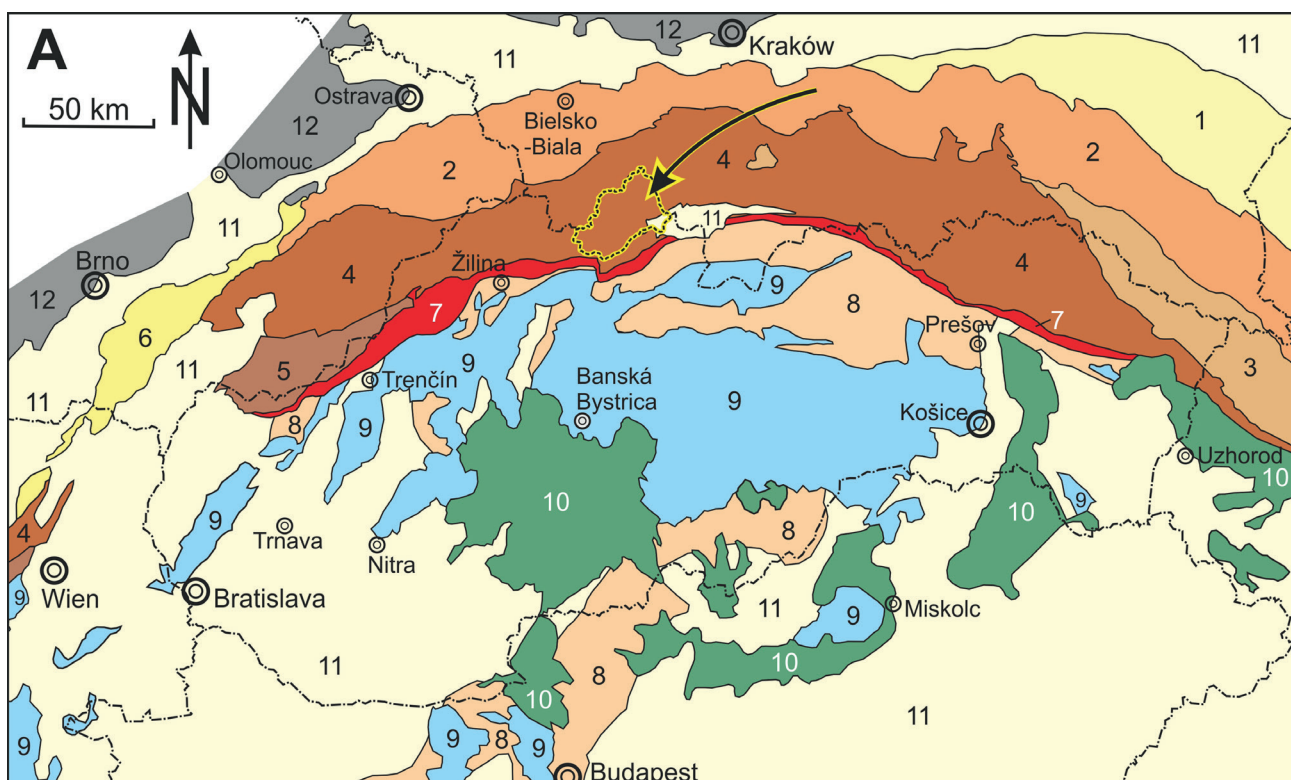 A
N
50 km
12
Kraków
11
11
Ostrava
12
Bielsko
-Biala
1
2
4
2
Olomouc
2
11
11
Brno
12
4
Žilina
9
4
7
8
7
Prešov
3
6
11
5
Trenčín
9
Banská
Bystrica
9
11
8
9
Košice
Uzhorod
10
9
10
10
9
4
Trnava
Nitra
8
Wien
9
Bratislava
11
9
Miskolc
11
10
8
10
11
9
9
8
9
Budapest